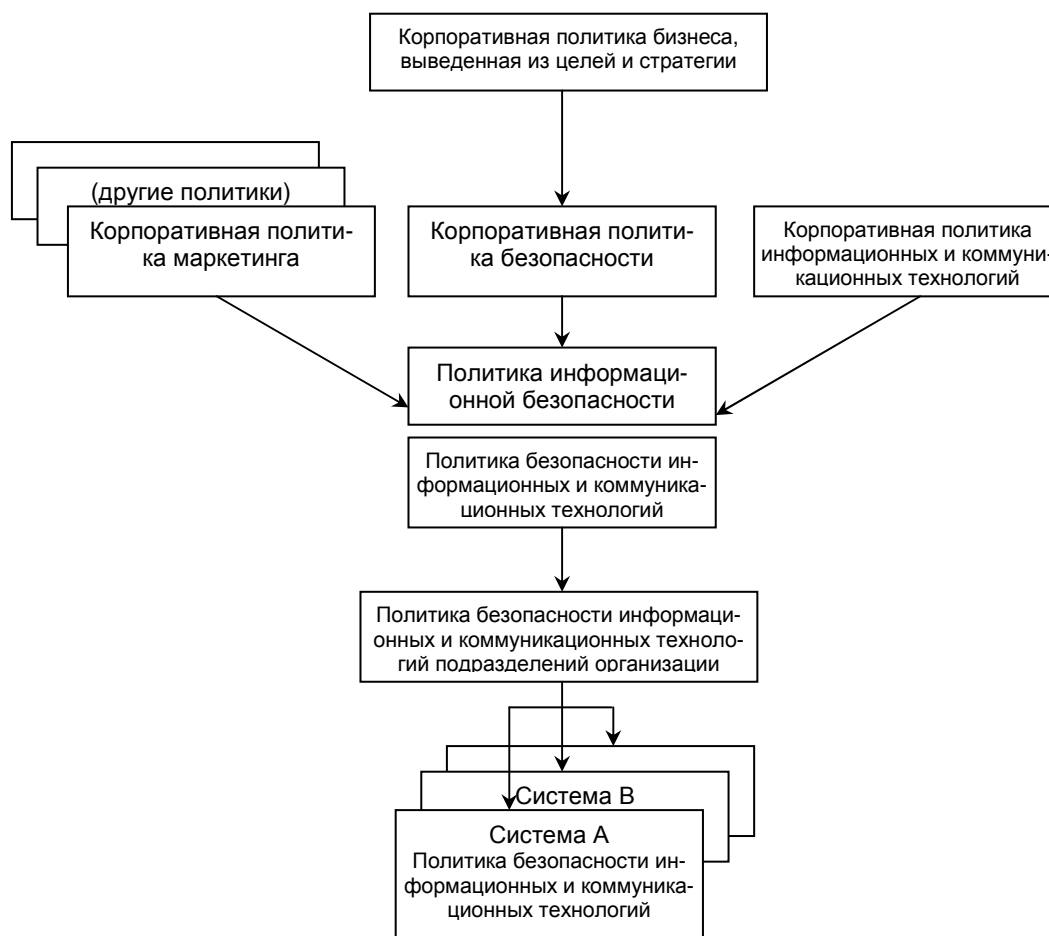 Корпоративная политика бизнеса,
выведенная из целей и стратегии
(другие политики)
Корпоративная полити-
ка маркетинга
Корпоративная полити-
ка безопасности
Корпоративная политика
информационных и коммуни-
кационных технологий
Политика информаци-
онной безопасности
Политика безопасности ин-
формационных и коммуника-
ционных технологий
Политика безопасности информаци-
онных и коммуникационных техноло-
гий подразделений организации
Система В
Система А
Политика безопасности ин-
формационных и коммуника-
ционных технологий